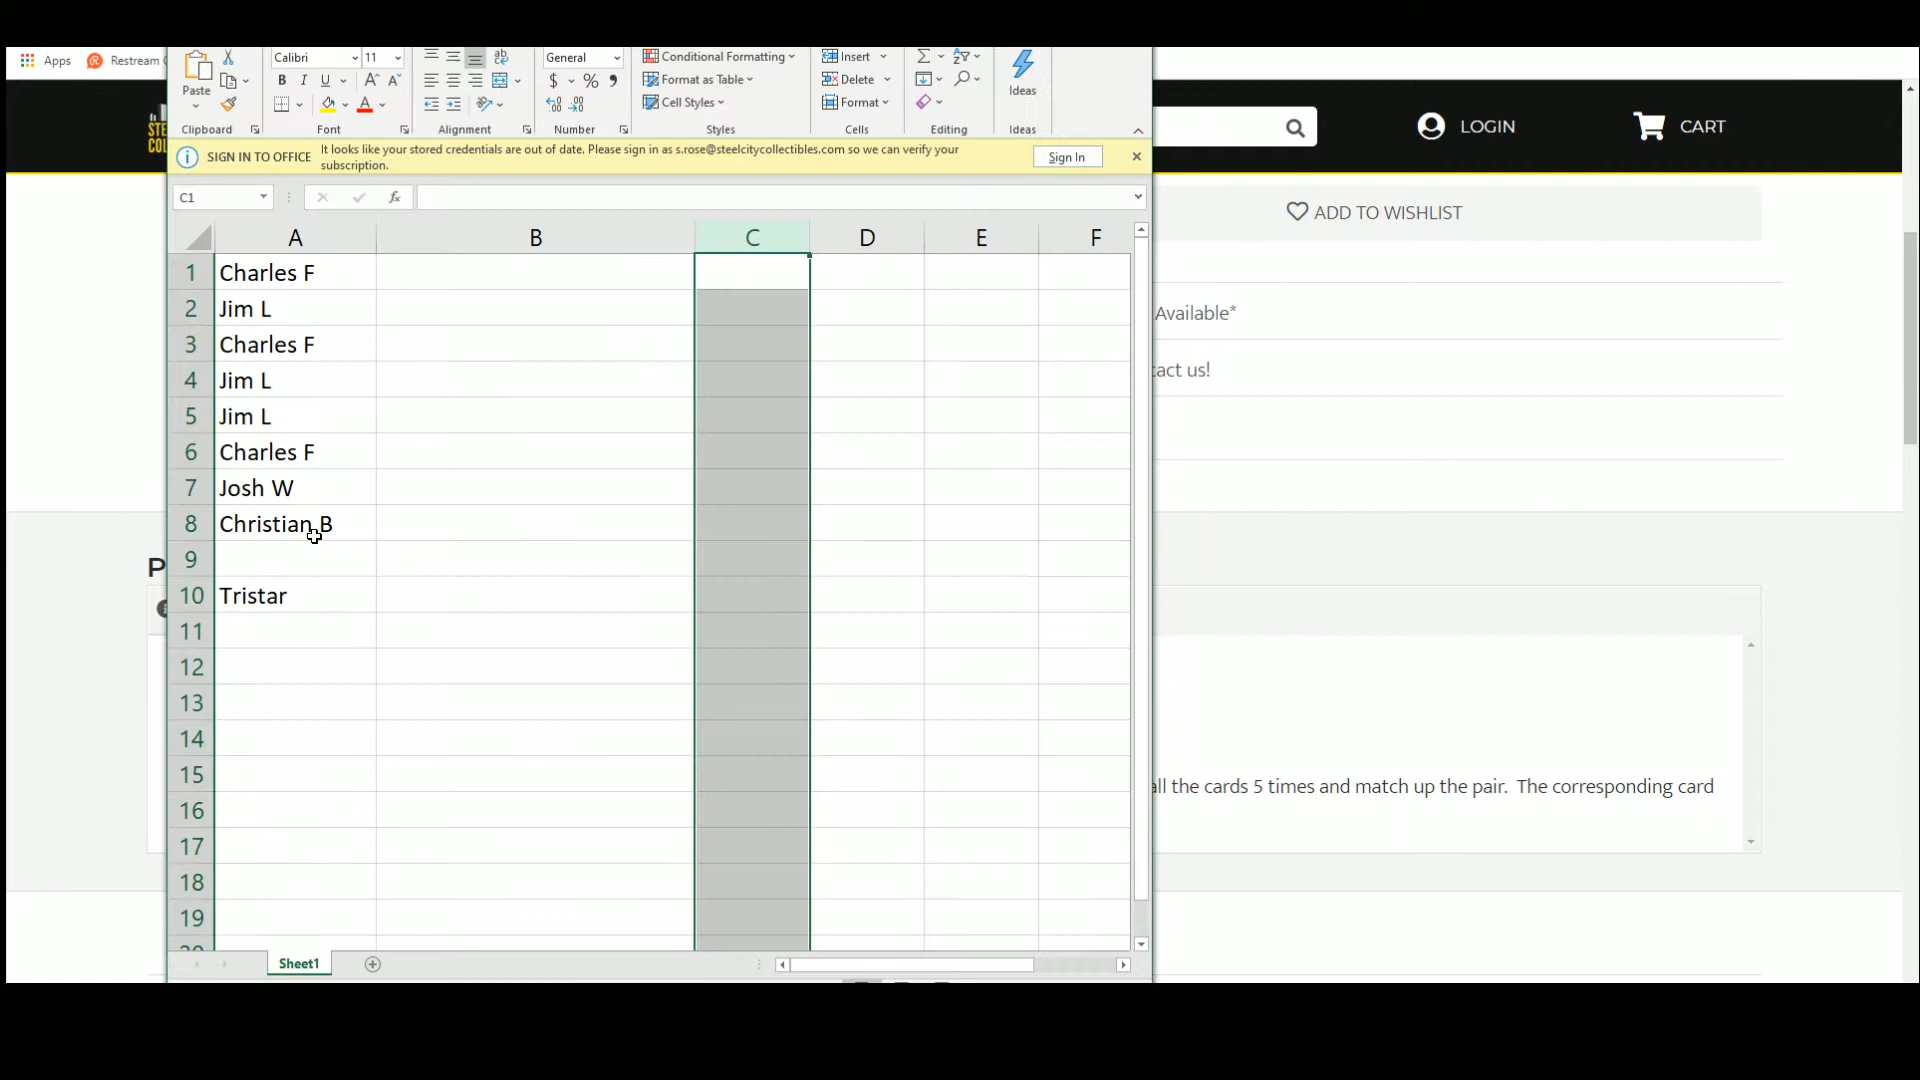 Apps
Restream
Calibri 11
General
Conditional Formatting
Insert
Paste
B I U
Format as Table
Delete
Ideas
Cell Styles
Format
Clipboard
Font
Alignment
Number
Styles
Cells
Editing
Ideas
LOGIN
CART
SIGN IN TO OFFICE
It looks like your stored credentials are out of date. Please sign in as s.rose@steelcitycollectibles.com so we can verify your
subscription.
Sign In
C1
fx
ADD TO WISHLIST
A B C D E F
1 Charles F
2 Jim L
Available*
3 Charles F
tact us!
4 Jim L
5 Jim L
6 Charles F
7 Josh W
8 Christian B
9
P
10 Tristar
11
12
13
14
15
all the cards 5 times and match up the pair. The corresponding card
16
17
18
19
Sheet1